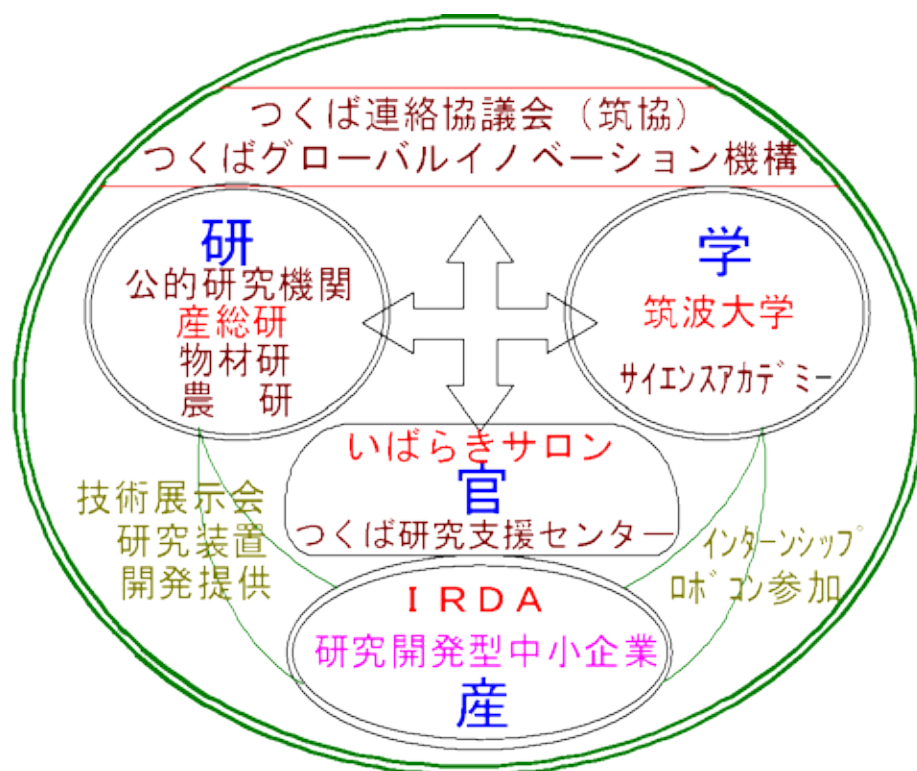 つくば連絡協議会（筑協）
つくばグローバルイノベーション機構
研
公的研究機関
産総研
物材研
農　研
学
筑波大学
ｻｲｴﾝｽｱｶﾃﾞﾐｰ
いばらきサロン
官
つくば研究支援センター
技術展示会
研究装置
開発提供
ｲﾝﾀｰﾝｼｯﾌﾟ
ﾛﾎﾞｺﾝ参加
ＩＲＤＡ
研究開発型中小企業
産